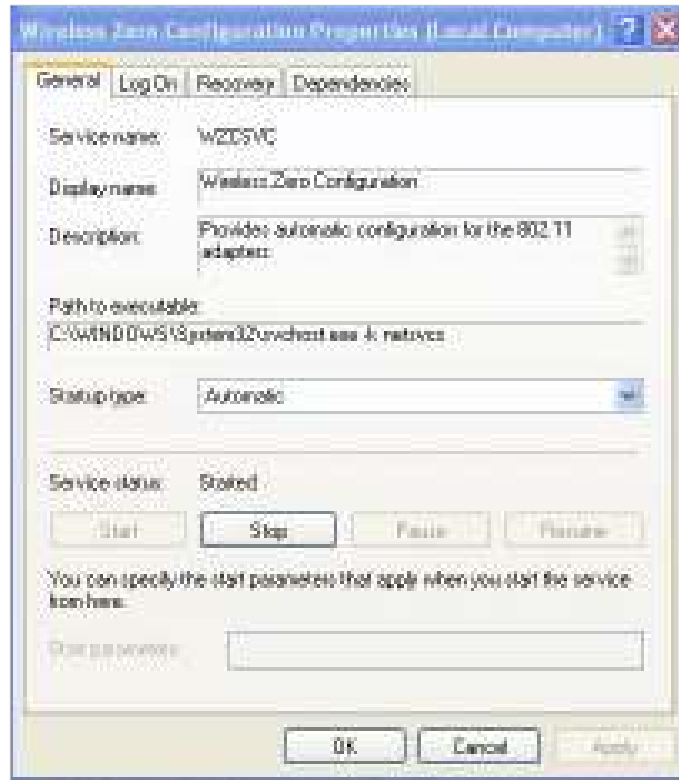 Wireless Zero Configuration Properties (Local Computer)
General Log On Recovery Dependencies
Service name: WZCSVC
Display name: Wireless Zero Configuration
Description: Provides automatic configuration for the 802.11
adapters
Path to executable:
C:\WINDOWS\System32\svchost.exe -k netsvcs
Startup type: Automatic
Service status: Started
Start Stop Pause Resume
You can specify the start parameters that apply when you start the service
from here.
Start parameters:
OK Cancel Apply